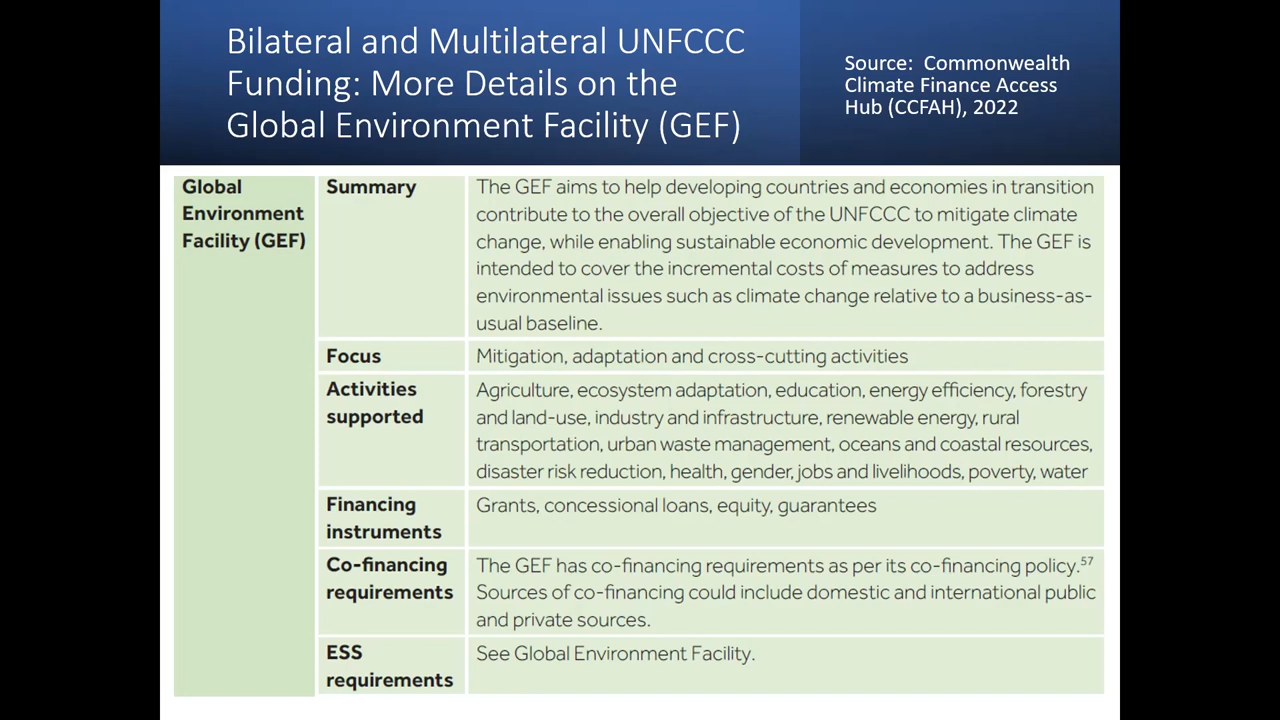 Bilateral and Multilateral UNFCCC
Funding: More Details on the
Global Environment Facility (GEF)
Source:  Commonwealth
Climate Finance Access
Hub (CCFAH), 2022
Global
Environment
Facility (GEF)
Summary
The GEF aims to help developing countries and economies in transition
contribute to the overall objective of the UNFCCC to mitigate climate
change, while enabling sustainable economic development. The GEF is
intended to cover the incremental costs of measures to address
environmental issues such as climate change relative to a business-as-
usual baseline.
Focus
Mitigation, adaptation and cross-cutting activities
Activities
supported
Agriculture, ecosystem adaptation, education, energy efficiency, forestry
and land-use, industry and infrastructure, renewable energy, rural
transportation, urban waste management, oceans and coastal resources,
disaster risk reduction, health, gender, jobs and livelihoods, poverty, water
Financing
instruments
Grants, concessional loans, equity, guarantees
Co-financing
requirements
The GEF has co-financing requirements as per its co-financing policy.⁵⁷
Sources of co-financing could include domestic and international public
and private sources.
ESS
requirements
See Global Environment Facility.